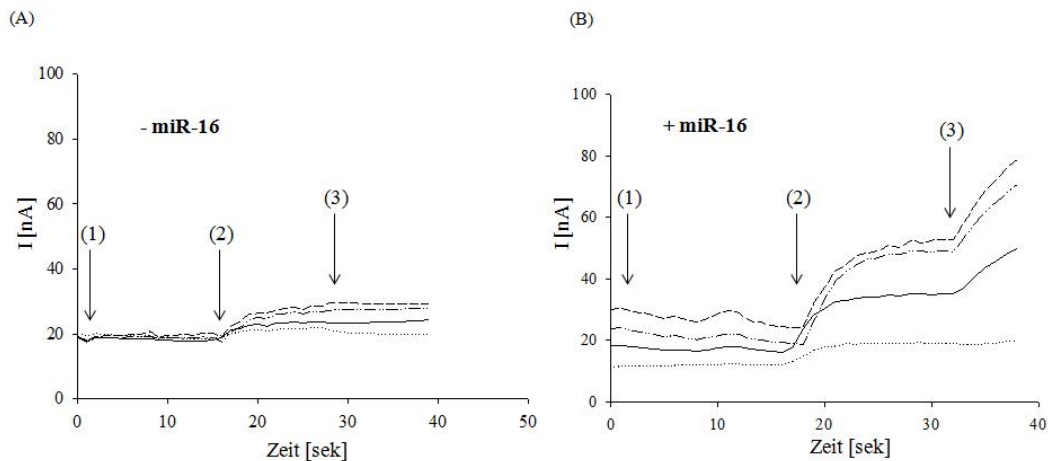 (A)
- miR-16
(1)
(2)
(3)
I [nA]
100
80
60
40
20
0
0 10 20 30 40 50
Zeit [sek]
(B)
+ miR-16
(1)
(2)
(3)
I [nA]
100
80
60
40
20
0
0 10 20 30 40
Zeit [sek]